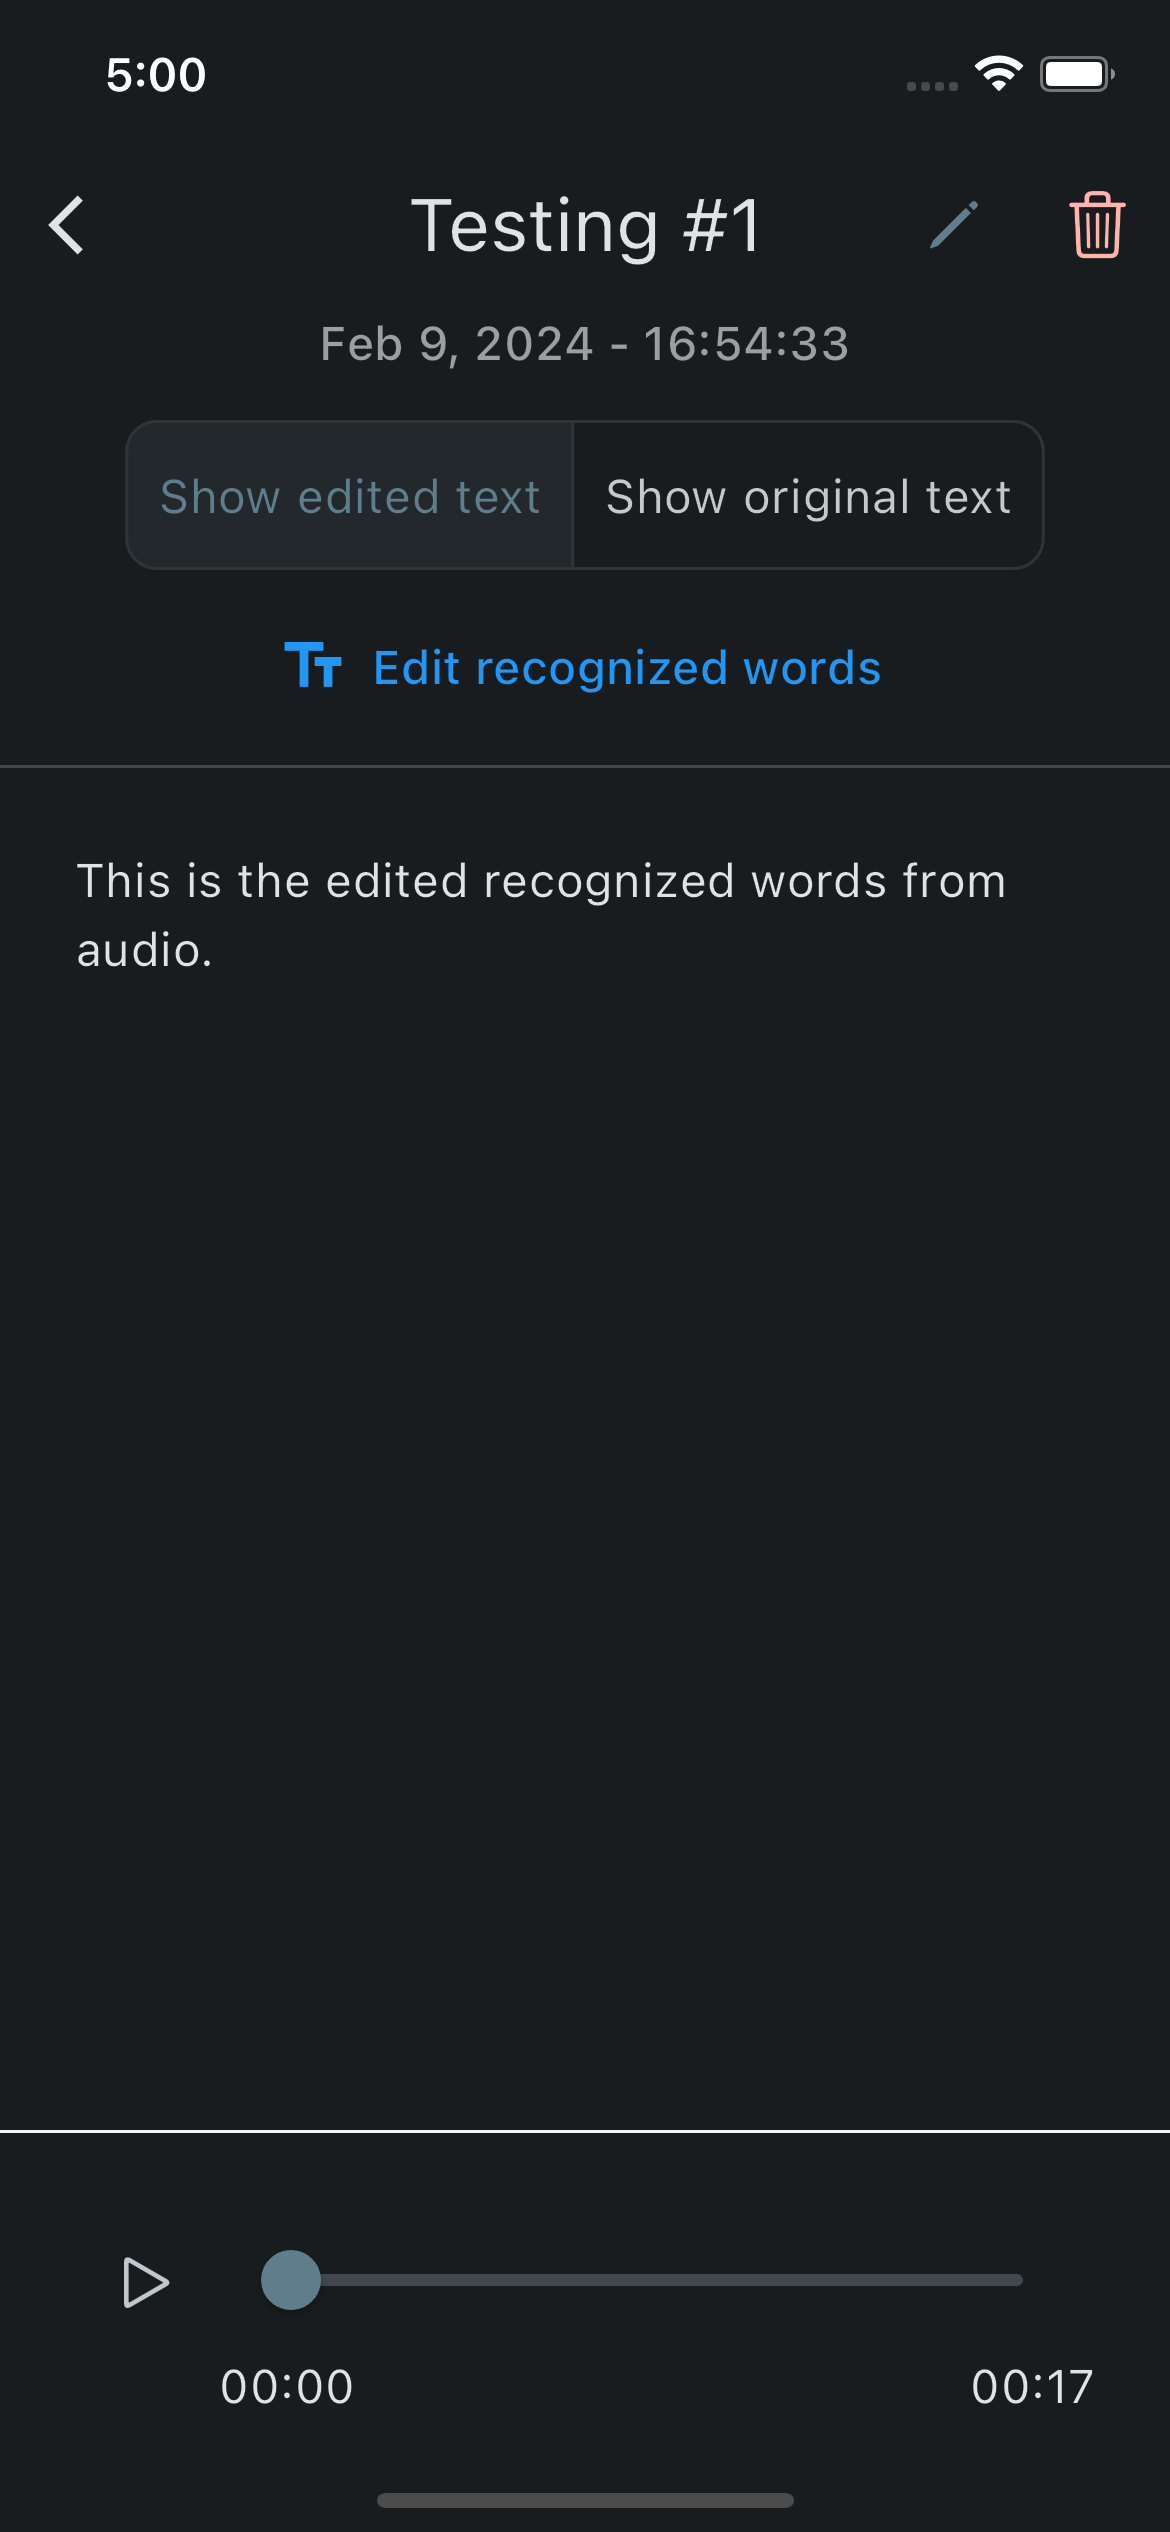 5:00
Testing #1
Feb 9, 2024 - 16:54:33
Show edited text
Show original text
Tт Edit recognized words
This is the edited recognized words from
audio.
00:00
00:17